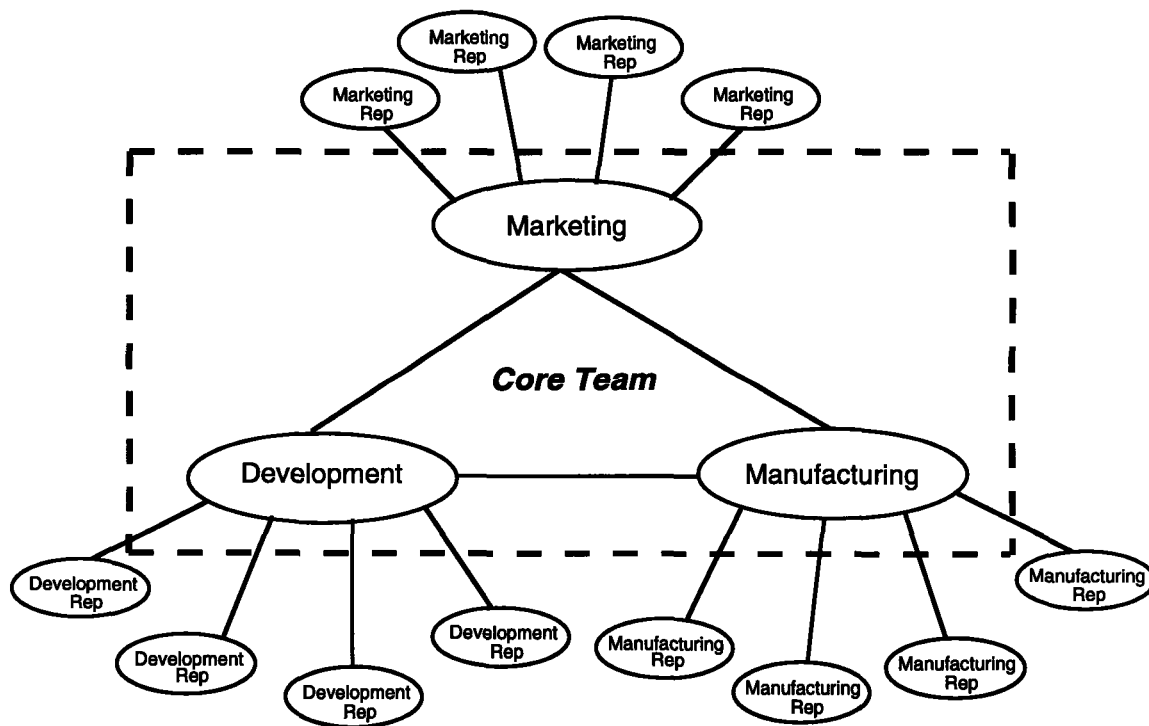 Marketing
Rep
Marketing
Rep
Marketing
Rep
Marketing
Rep
Marketing
Core Team
Development
Manufacturing
Development
Rep
Development
Rep
Development
Rep
Development
Rep
Manufacturing
Rep
Manufacturing
Rep
Manufacturing
Rep
Manufacturing
Rep